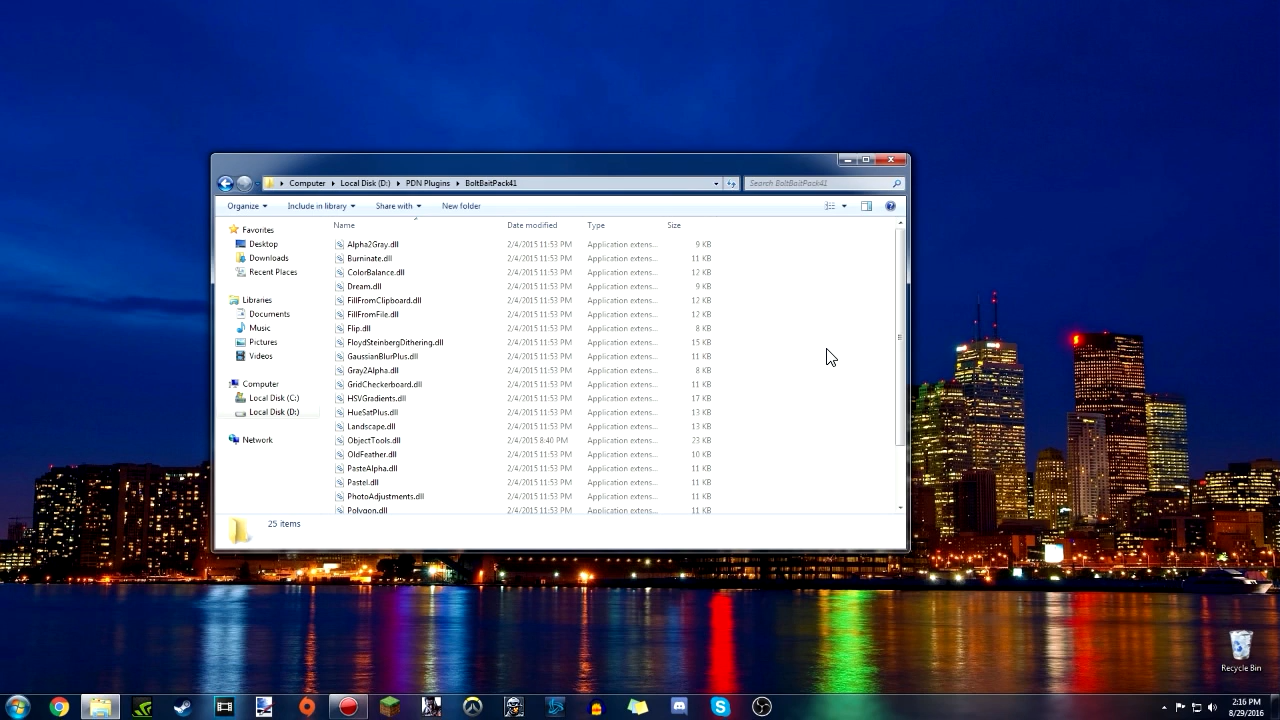 Computer Local Disk (D:) PDN Plugins BoltBaitPack41 Search BoltBaitPack41
Organize Include in library Share with New folder
Favorites
Desktop
Downloads
Recent Places
Libraries
Documents
Music
Pictures
Videos
Computer
Local Disk (C:)
Local Disk (D:)
Network
Name Date modified Type Size
Alpha2Gray.dll 2/4/2015 11:53 PM Application extens... 9 KB
Burninate.dll 2/4/2015 11:53 PM Application extens... 11 KB
ColorBalance.dll 2/4/2015 11:53 PM Application extens... 12 KB
Dream.dll 2/4/2015 11:53 PM Application extens... 9 KB
FillFromClipboard.dll 2/4/2015 11:53 PM Application extens... 12 KB
FillFromFile.dll 2/4/2015 11:53 PM Application extens... 12 KB
Flip.dll 2/4/2015 11:53 PM Application extens... 8 KB
FloydSteinbergDithering.dll 2/4/2015 11:53 PM Application extens... 15 KB
GaussianBlurPlus.dll 2/4/2015 11:53 PM Application extens... 11 KB
Gray2Alpha.dll 2/4/2015 11:53 PM Application extens... 8 KB
GridCheckerboard.dll 2/4/2015 11:53 PM Application extens... 11 KB
HSVGradients.dll 2/4/2015 11:53 PM Application extens... 17 KB
HueSatPlus.dll 2/4/2015 11:53 PM Application extens... 13 KB
Landscape.dll 2/4/2015 11:53 PM Application extens... 13 KB
ObjectTools.dll 2/4/2015 8:40 PM Application extens... 23 KB
OldFeather.dll 2/4/2015 11:53 PM Application extens... 10 KB
PasteAlpha.dll 2/4/2015 11:53 PM Application extens... 11 KB
Pastel.dll 2/4/2015 11:53 PM Application extens... 11 KB
PhotoAdjustments.dll 2/4/2015 11:53 PM Application extens... 11 KB
Polygon.dll 2/4/2015 11:53 PM Application extens... 11 KB
25 items
Recycle Bin
2:16 PM
8/29/2016